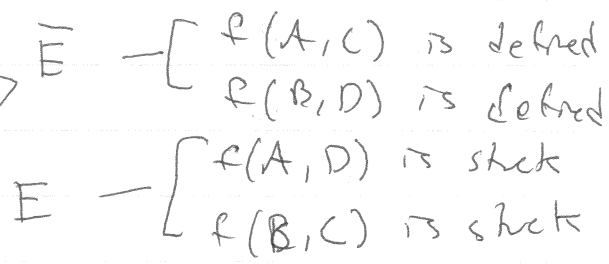 Ē — [ f(A,C) is defined
f(B,D) is defined
E — [ f(A,D) is stuck
f(B,C) is stuck